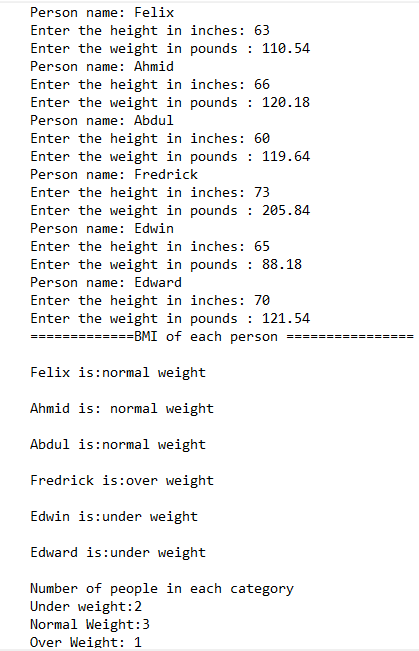 Person name: Felix
Enter the height in inches: 63
Enter the weight in pounds : 110.54
Person name: Ahmid
Enter the height in inches: 66
Enter the weight in pounds : 120.18
Person name: Abdul
Enter the height in inches: 60
Enter the weight in pounds : 119.64
Person name: Fredrick
Enter the height in inches: 73
Enter the weight in pounds : 205.84
Person name: Edwin
Enter the height in inches: 65
Enter the weight in pounds : 88.18
Person name: Edward
Enter the height in inches: 70
Enter the weight in pounds : 121.54
=============BMI of each person ================
Felix is:normal weight
Ahmid is: normal weight
Abdul is:normal weight
Fredrick is:over weight
Edwin is:under weight
Edward is:under weight
Number of people in each category
Under weight:2
Normal Weight:3
Over Weight: 1